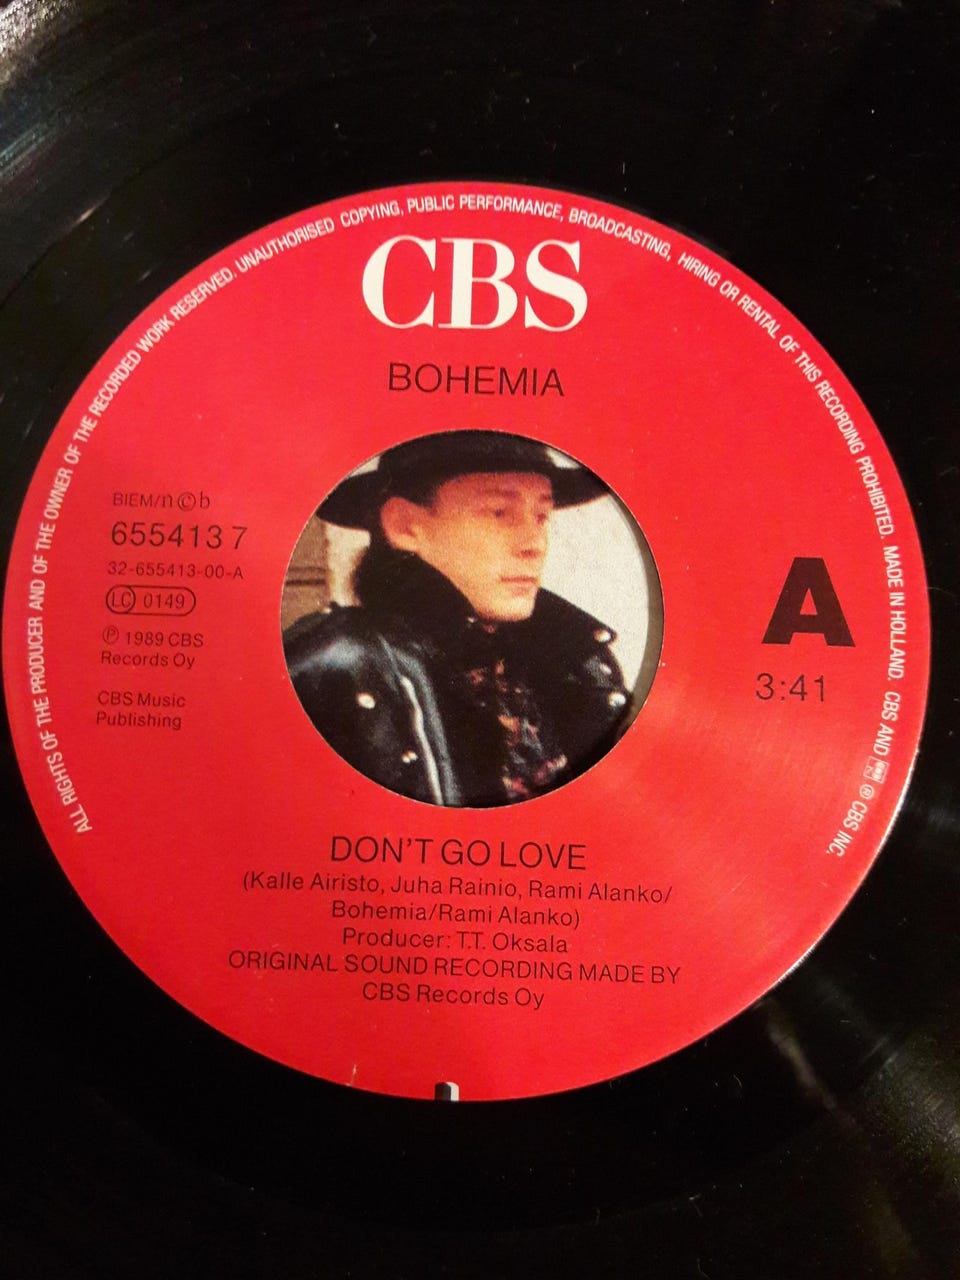 ALL RIGHTS OF THE PRODUCER AND OF THE OWNER OF THE RECORDED WORK RESERVED. UNAUTHORISED COPYING, PUBLIC PERFORMANCE, BROADCASTING, HIRING OR RENTAL OF THIS RECORDING PROHIBITED. MADE IN HOLLAND. CBS AND ® CBS INC.
CBS
BOHEMIA
BIEM/n©b
655413 7
32-655413-00-A
LC 0149
℗ 1989 CBS
Records Oy
CBS Music
Publishing
A
3:41
DON'T GO LOVE
(Kalle Airisto, Juha Rainio, Rami Alanko/
Bohemia/Rami Alanko)
Producer: T.T. Oksala
ORIGINAL SOUND RECORDING MADE BY
CBS Records Oy